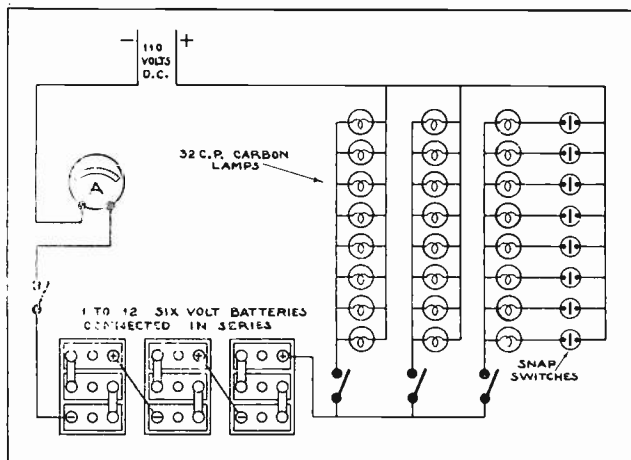 − 110 +
VOLTS
D.C.
A
32 C.P. CARBON
LAMPS
1 TO 12 SIX VOLT BATTERIES
CONNECTED IN SERIES
SNAP
SWITCHES